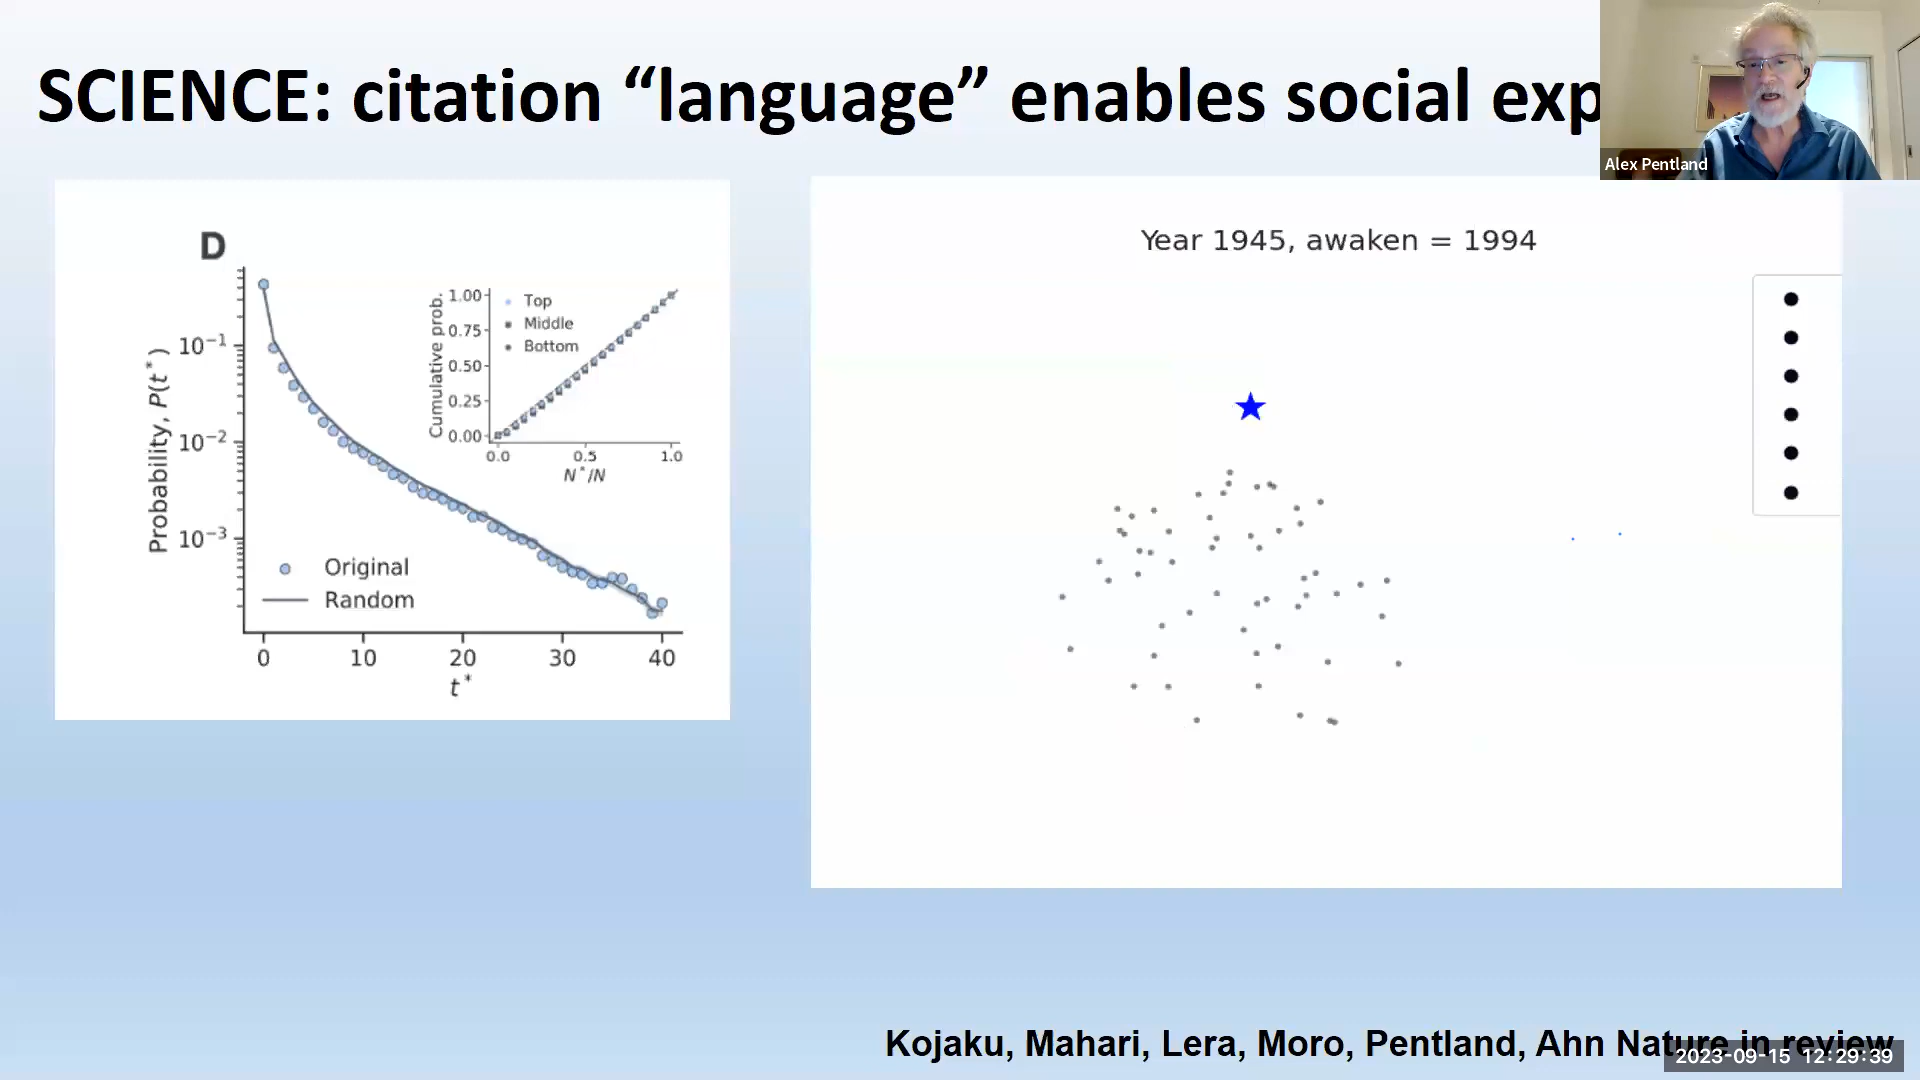 SCIENCE: citation “language” enables social exp
Alex Pentland
D
Probability, P(t*)
10⁻¹
10⁻²
10⁻³
Original
Random
0 10 20 30 40
t*
Cumulative prob.
1.00
0.75
0.50
0.25
0.00
Top
Middle
Bottom
0.0 0.5 1.0
N*/N
Year 1945, awaken = 1994
Kojaku, Mahari, Lera, Moro, Pentland, Ahn Nature in review
2023-09-15 12:29:39